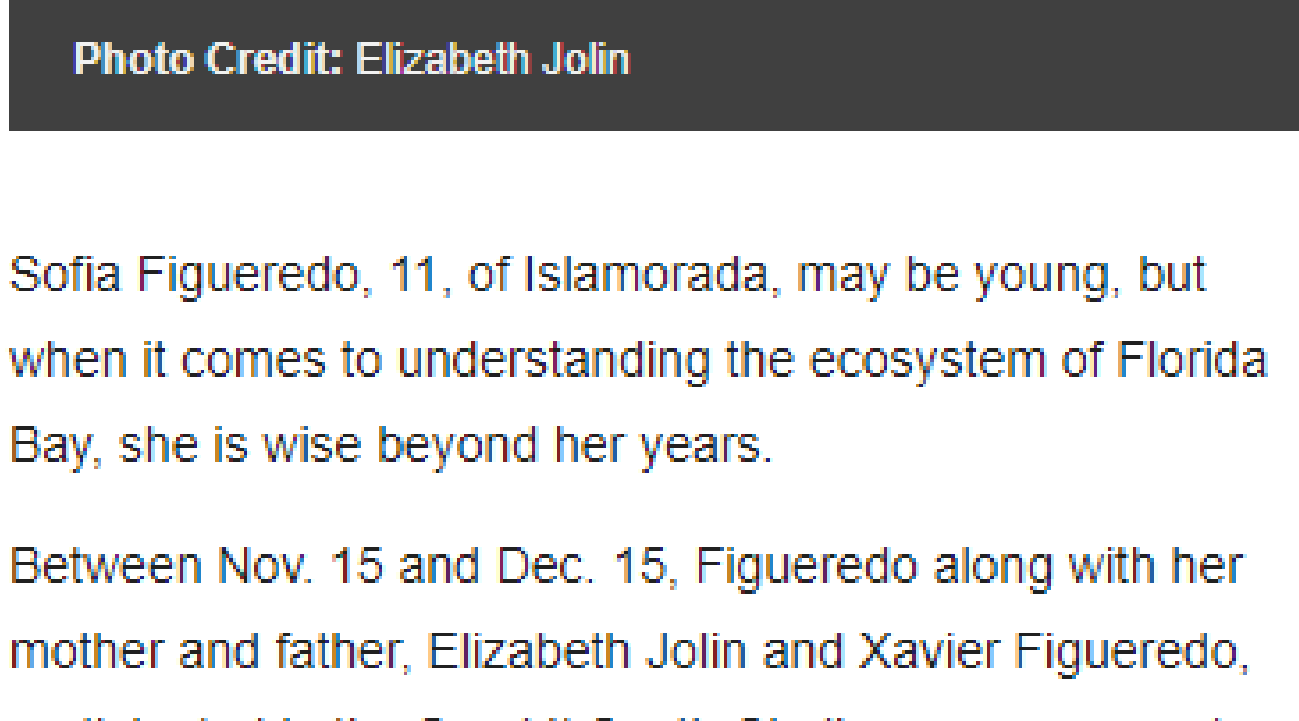 Photo Credit: Elizabeth Jolin
Sofia Figueredo, 11, of Islamorada, may be young, but
when it comes to understanding the ecosystem of Florida
Bay, she is wise beyond her years.
Between Nov. 15 and Dec. 15, Figueredo along with her
mother and father, Elizabeth Jolin and Xavier Figueredo,